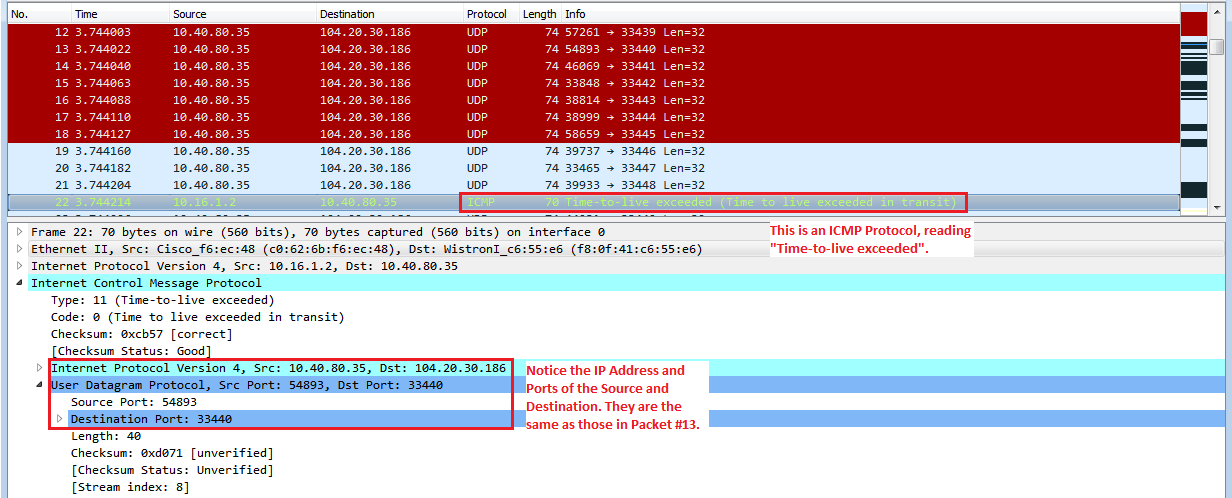 No. Time Source Destination Protocol Length Info
12 3.744003 10.40.80.35 104.20.30.186 UDP 74 57261 → 33439 Len=32
13 3.744022 10.40.80.35 104.20.30.186 UDP 74 54893 → 33440 Len=32
14 3.744040 10.40.80.35 104.20.30.186 UDP 74 46069 → 33441 Len=32
15 3.744063 10.40.80.35 104.20.30.186 UDP 74 33848 → 33442 Len=32
16 3.744088 10.40.80.35 104.20.30.186 UDP 74 38814 → 33443 Len=32
17 3.744110 10.40.80.35 104.20.30.186 UDP 74 38999 → 33444 Len=32
18 3.744127 10.40.80.35 104.20.30.186 UDP 74 58659 → 33445 Len=32
19 3.744160 10.40.80.35 104.20.30.186 UDP 74 39737 → 33446 Len=32
20 3.744182 10.40.80.35 104.20.30.186 UDP 74 33465 → 33447 Len=32
21 3.744204 10.40.80.35 104.20.30.186 UDP 74 39933 → 33448 Len=32
22 3.744214 10.16.1.2 10.40.80.35 ICMP 70 Time-to-live exceeded (Time to live exceeded in transit)
Frame 22: 70 bytes on wire (560 bits), 70 bytes captured (560 bits) on interface 0
Ethernet II, Src: Cisco_f6:ec:48 (c0:62:6b:f6:ec:48), Dst: WistronI_c6:55:e6 (f8:0f:41:c6:55:e6)
Internet Protocol Version 4, Src: 10.16.1.2, Dst: 10.40.80.35
This is an ICMP Protocol, reading
"Time-to-live exceeded".
Internet Control Message Protocol
Type: 11 (Time-to-live exceeded)
Code: 0 (Time to live exceeded in transit)
Checksum: 0xcb57 [correct]
[Checksum Status: Good]
Internet Protocol Version 4, Src: 10.40.80.35, Dst: 104.20.30.186
User Datagram Protocol, Src Port: 54893, Dst Port: 33440
Source Port: 54893
Destination Port: 33440
Notice the IP Address and
Ports of the Source and
Destination. They are the
same as those in Packet #13.
Length: 40
Checksum: 0xd071 [unverified]
[Checksum Status: Unverified]
[Stream index: 8]